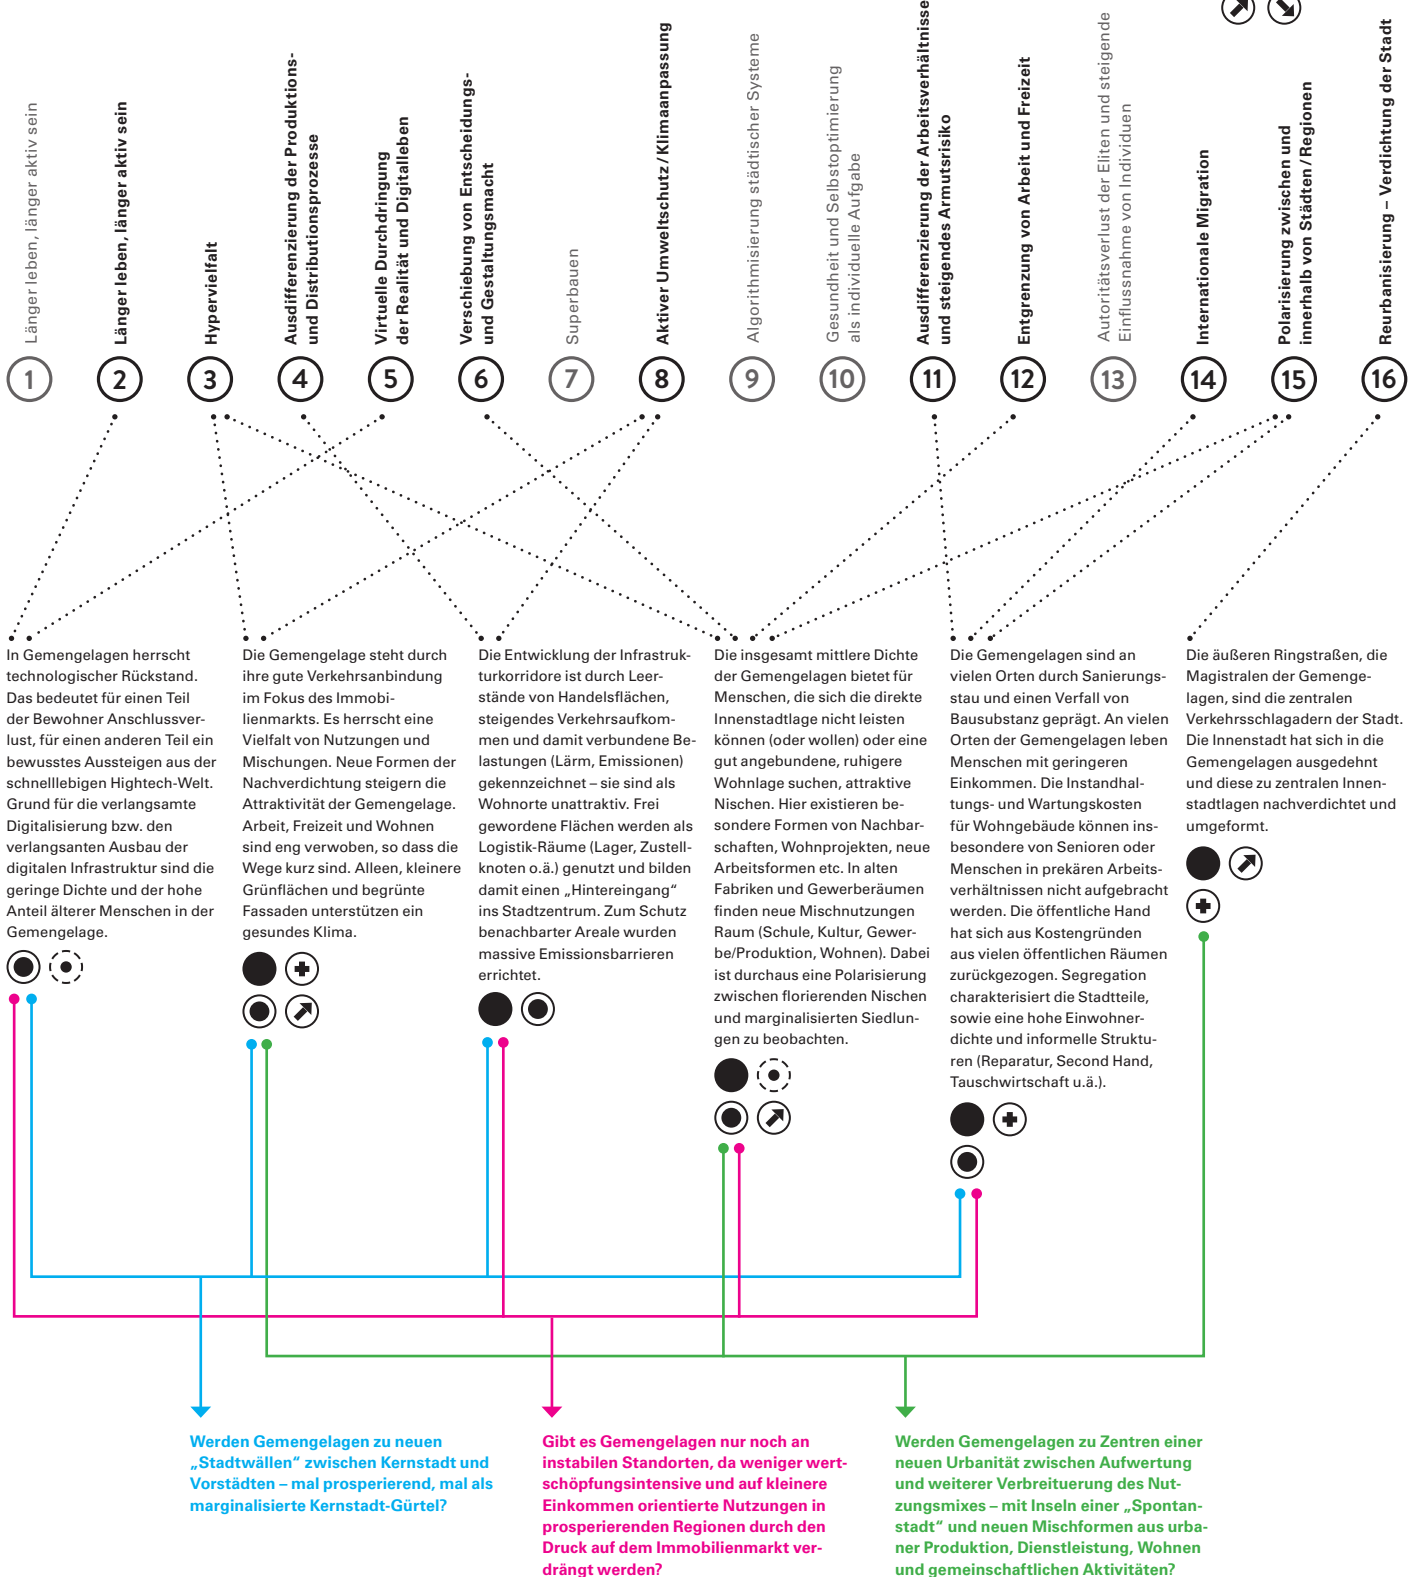 Länger leben, länger aktiv sein
Länger leben, länger aktiv sein
Hypervielfalt
Ausdifferenzierung der Produktions-
und Distributionsprozesse
Virtuelle Durchdringung
der Realität und Digitalleben
Verschiebung von Entscheidungs-
und Gestaltungsmacht
Superbauen
Aktiver Umweltschutz / Klimaanpassung
Algorithmisierung städtischer Systeme
Gesundheit und Selbstoptimierung
als individuelle Aufgabe
Ausdifferenzierung der Arbeitsverhältnisse
und steigendes Armutsrisiko
Entgrenzung von Arbeit und Freizeit
Autoritätsverlust der Eliten und steigende
Einflussnahme von Individuen
Internationale Migration
Polarisierung zwischen und
innerhalb von Städten / Regionen
Reurbanisierung – Verdichtung der Stadt
1 2 3 4 5 6 7 8 9 10 11 12 13 14 15 16
In Gemengelagen herrscht
technologischer Rückstand.
Das bedeutet für einen Teil
der Bewohner Anschlussver-
lust, für einen anderen Teil ein
bewusstes Aussteigen aus der
schnelllebigen Hightech-Welt.
Grund für die verlangsamte
Digitalisierung bzw. den
verlangsanten Ausbau der
digitalen Infrastruktur sind die
geringe Dichte und der hohe
Anteil älterer Menschen in der
Gemengelage.
Die Gemengelage steht durch
ihre gute Verkehrsanbindung
im Fokus des Immobi-
lienmarkts. Es herrscht eine
Vielfalt von Nutzungen und
Mischungen. Neue Formen der
Nachverdichtung steigern die
Attraktivität der Gemengelage.
Arbeit, Freizeit und Wohnen
sind eng verwoben, so dass die
Wege kurz sind. Alleen, kleinere
Grünflächen und begrünte
Fassaden unterstützen ein
gesundes Klima.
Die Entwicklung der Infrastruk-
turkorridore ist durch Leer-
stände von Handelsflächen,
steigendes Verkehrsaufkom-
men und damit verbundene Be-
lastungen (Lärm, Emissionen)
gekennzeichnet – sie sind als
Wohnorte unattraktiv. Frei
gewordene Flächen werden als
Logistik-Räume (Lager, Zustell-
knoten o.ä.) genutzt und bilden
damit einen „Hintereingang“
ins Stadtzentrum. Zum Schutz
benachbarter Areale wurden
massive Emissionsbarrieren
errichtet.
Die insgesamt mittlere Dichte
der Gemengelagen bietet für
Menschen, die sich die direkte
Innenstadtlage nicht leisten
können (oder wollen) oder eine
gut angebundene, ruhigere
Wohnlage suchen, attraktive
Nischen. Hier existieren be-
sondere Formen von Nachbar-
schaften, Wohnprojekten, neue
Arbeitsformen etc. In alten
Fabriken und Gewerberäumen
finden neue Mischnutzungen
Raum (Schule, Kultur, Gewer-
be/Produktion, Wohnen). Dabei
ist durchaus eine Polarisierung
zwischen florierenden Nischen
und marginalisierten Siedlun-
gen zu beobachten.
Die Gemengelagen sind an
vielen Orten durch Sanierungs-
stau und einen Verfall von
Bausubstanz geprägt. An vielen
Orten der Gemengelagen leben
Menschen mit geringeren
Einkommen. Die Instandhal-
tungs- und Wartungskosten
für Wohngebäude können ins-
besondere von Senioren oder
Menschen in prekären Arbeits-
verhältnissen nicht aufgebracht
werden. Die öffentliche Hand
hat sich aus Kostengründen
aus vielen öffentlichen Räumen
zurückgezogen. Segregation
charakterisiert die Stadtteile,
sowie eine hohe Einwohner-
dichte und informelle Struktu-
ren (Reparatur, Second Hand,
Tauschwirtschaft u.ä.).
Die äußeren Ringstraßen, die
Magistralen der Gemenge-
lagen, sind die zentralen
Verkehrsschlagadern der Stadt.
Die Innenstadt hat sich in die
Gemengelagen ausgedehnt
und diese zu zentralen Innen-
stadtlagen nachverdichtet und
umgeformt.
Werden Gemengelagen zu neuen
„Stadtwällen“ zwischen Kernstadt und
Vorstädten – mal prosperierend, mal als
marginalisierte Kernstadt-Gürtel?
Gibt es Gemengelagen nur noch an
instabilen Standorten, da weniger wert-
schöpfungsintensive und auf kleinere
Einkommen orientierte Nutzungen in
prosperierenden Regionen durch den
Druck auf dem Immobilienmarkt ver-
drängt werden?
Werden Gemengelagen zu Zentren einer
neuen Urbanität zwischen Aufwertung
und weiterer Verbreituerung des Nut-
zungsmixes – mit Inseln einer „Spontan-
stadt“ und neuen Mischformen aus urba-
ner Produktion, Dienstleistung, Wohnen
und gemeinschaftlichen Aktivitäten?